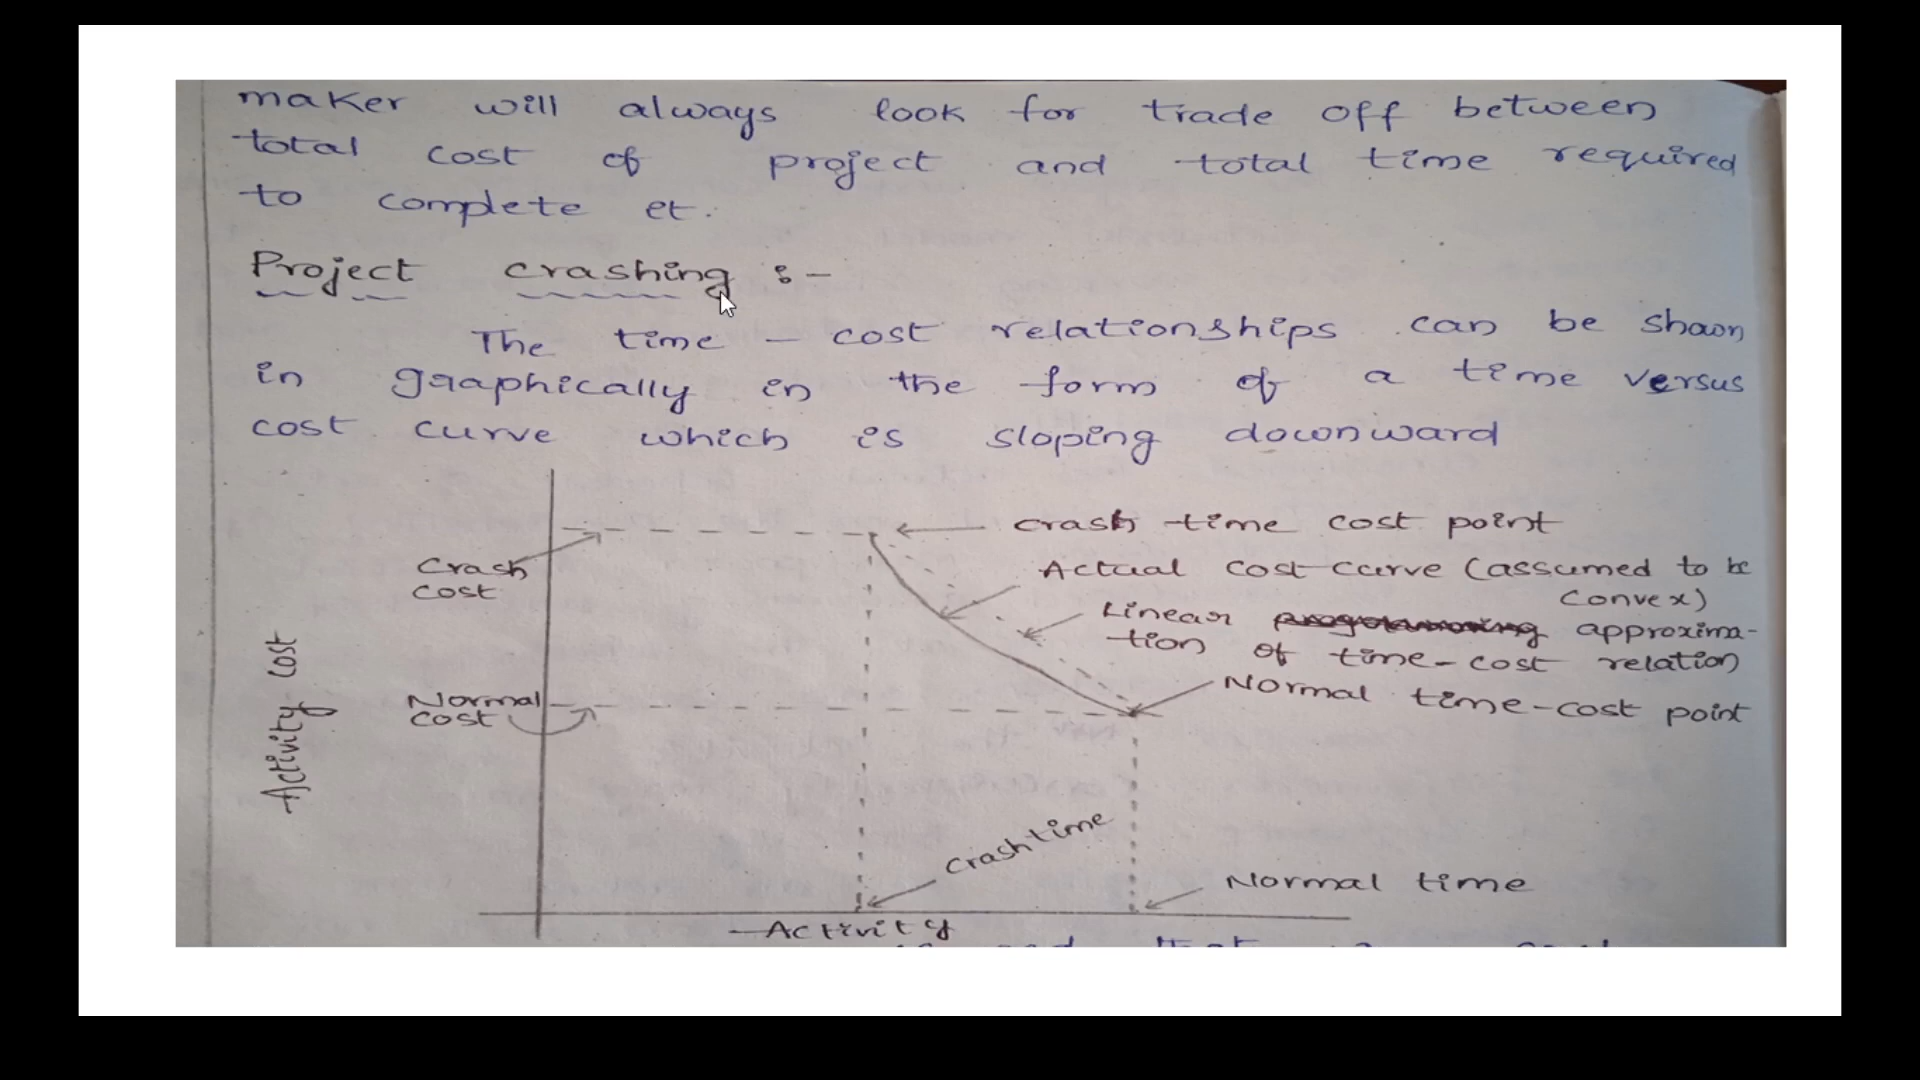 maker will always look for trade off between
total cost of project and total time required
to complete et.
Project crashing :-
The time - cost relationships can be shaon
in graphically in the form of a time versus
cost curve which is sloping downward
crash time cost point
Crash
cost
Actual cost curve (assumed to be
convex)
Linear approxima-
tion of time-cost relation
Normal
cost
Normal time-cost point
Activity cost
crash time
Normal time
Activity